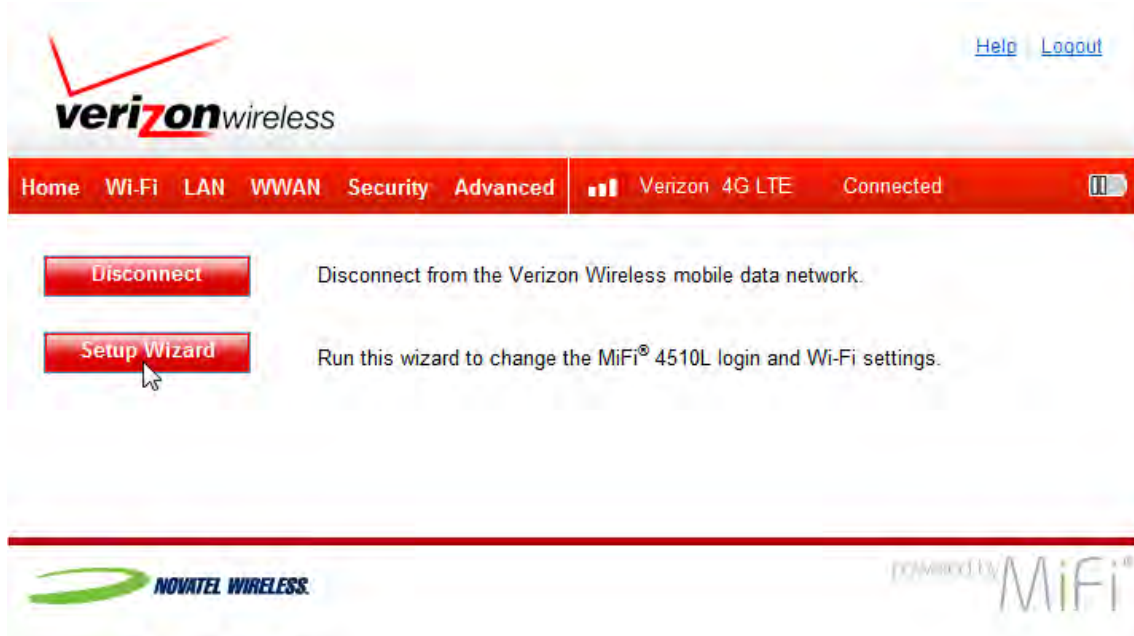 Help | Logout
verizonwireless
Home Wi-Fi LAN WWAN Security Advanced Verizon 4G LTE Connected
Disconnect Disconnect from the Verizon Wireless mobile data network.
Setup Wizard Run this wizard to change the MiFi® 4510L login and Wi-Fi settings.
NOVATEL WIRELESS. powered by MiFi®